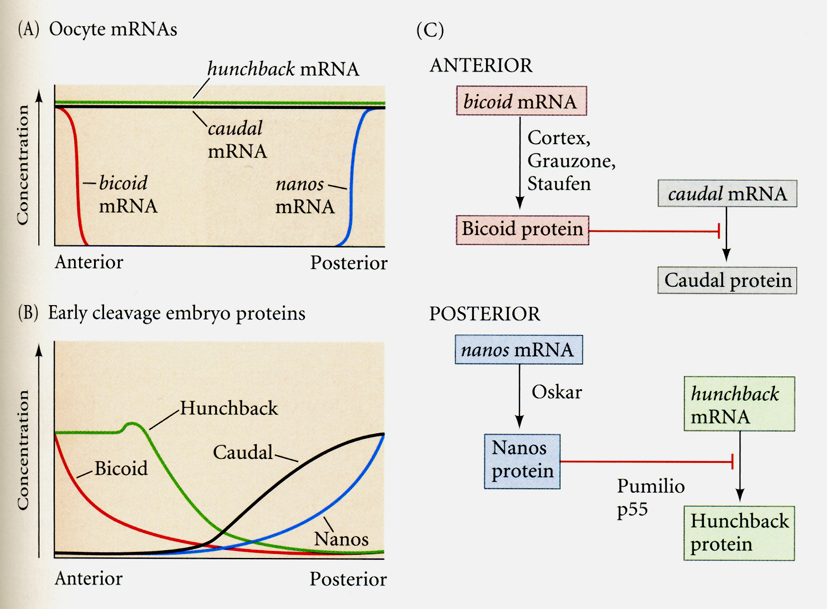 (A) Oocyte mRNAs
hunchback mRNA
caudal
mRNA
bicoid
mRNA
nanos
mRNA
Concentration
Anterior
Posterior
(B) Early cleavage embryo proteins
Hunchback
Caudal
Bicoid
Nanos
Concentration
Anterior
Posterior
(C)
ANTERIOR
bicoid mRNA
Cortex,
Grauzone,
Staufen
caudal mRNA
Bicoid protein
Caudal protein
POSTERIOR
nanos mRNA
Oskar
hunchback
mRNA
Nanos
protein
Pumilio
p55
Hunchback
protein